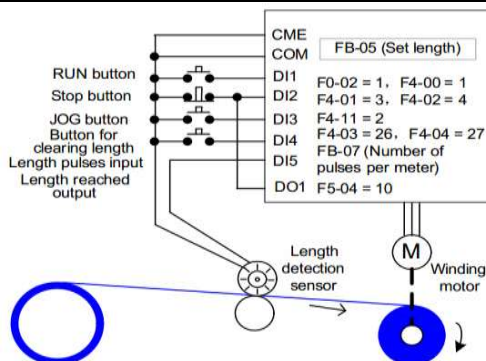 CME
COM
FB-05 (Set length)
RUN button
DI1
F0-02 = 1, F4-00 = 1
Stop button
DI2
F4-01 = 3, F4-02 = 4
JOG button
DI3
F4-11 = 2
Button for
clearing length
DI4
F4-03 = 26, F4-04 = 27
Length pulses input
DI5
FB-07 (Number of
pulses per meter)
Length reached
output
DO1
F5-04 = 10
M
Length
detection
sensor
Winding
motor